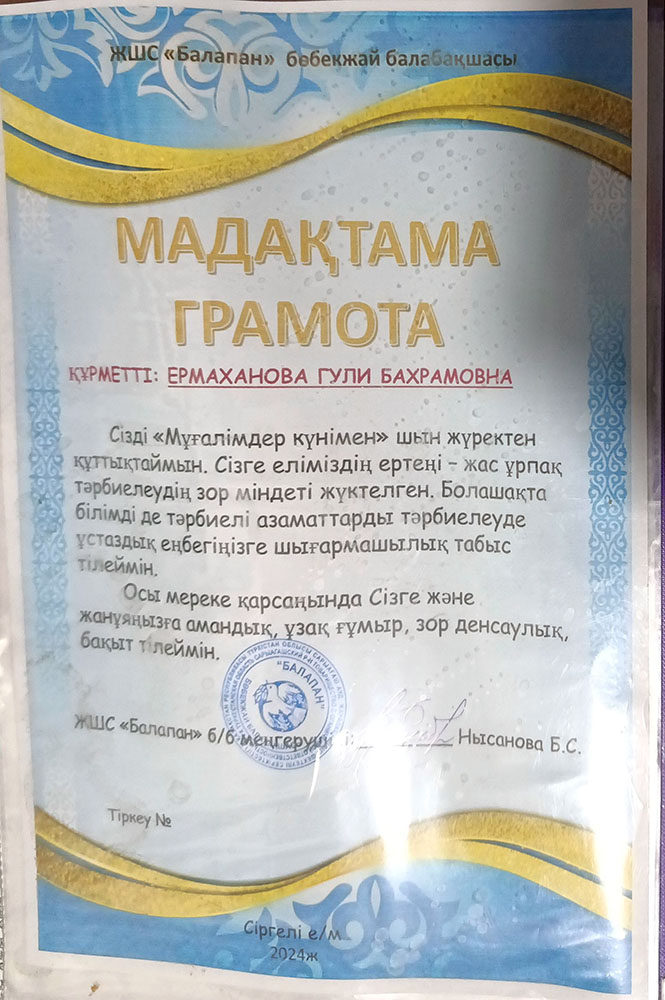 ЖШС «Балапан» бөбекжай балабақшасы
МАДАҚТАМА
ГРАМОТА
ҚҰРМЕТТІ: ЕРМАХАНОВА ГУЛИ БАХРАМОВНА
Сізді «Мұғалімдер күнімен» шын жүректен
құттықтаймын. Сізге еліміздің ертеңі – жас ұрпақ
тәрбиелеудің зор міндеті жүктелген. Болашақта
білімді де тәрбиелі азаматтарды тәрбиелеуде
ұстаздық еңбегіңізге шығармашылық табыс
тілеймін.
Осы мереке қарсаңында Сізге және
жанұяңызға амандық, ұзақ ғұмыр, зор денсаулық,
бақыт тілеймін.
"БАЛАПАН"
ЖШС «Балапан» б/б меңгеруші Нысанова Б.С.
Тіркеу №
Сіргелі е/м
2024ж